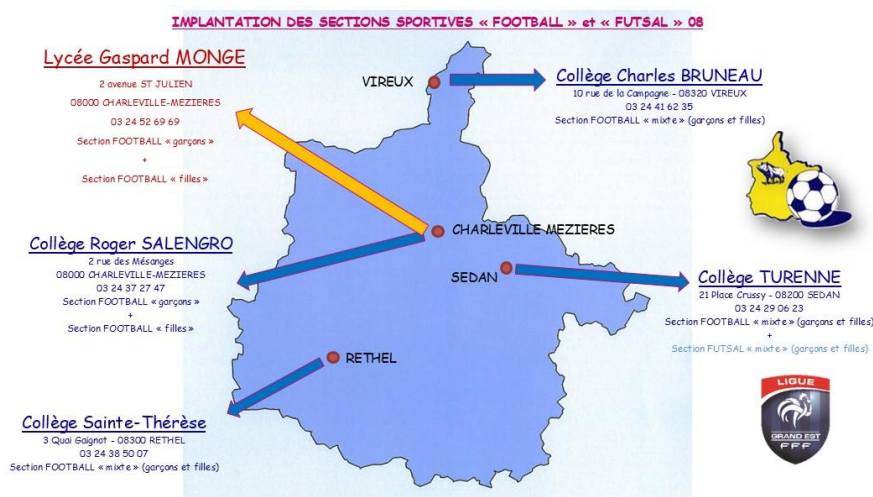 IMPLANTATION DES SECTIONS SPORTIVES « FOOTBALL » et « FUTSAL » 08
Lycée Gaspard MONGE
2 avenue ST JULIEN
08000 CHARLEVILLE-MEZIERES
03 24 52 69 69
Section FOOTBALL « garçons »
+
Section FOOTBALL « filles »
VIREUX
Collège Charles BRUNEAU
10 rue de la Campagne - 08320 VIREUX
03 24 41 62 35
Section FOOTBALL « mixte » (garçons et filles)
CHARLEVILLE MEZIERES
Collège Roger SALENGRO
2 rue des Mésanges
08000 CHARLEVILLE-MEZIERES
03 24 37 27 47
Section FOOTBALL « garçons »
+
Section FOOTBALL « filles »
SEDAN
Collège TURENNE
21 Place Crussy - 08200 SEDAN
03 24 29 06 23
Section FOOTBALL « mixte » (garçons et filles)
+
Section FUTSAL « mixte » (garçons et filles)
RETHEL
Collège Sainte-Thérèse
3 Quai Gaignot - 08300 RETHEL
03 24 38 50 07
Section FOOTBALL « mixte » (garçons et filles)
LIGUE
GRAND EST
FFF